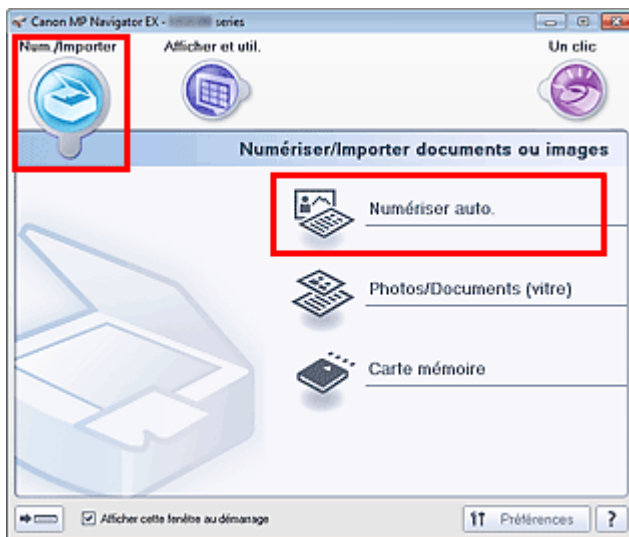 Canon MP Navigator EX - series
Num./Importer
Afficher et util.
Un clic
Numériser/Importer documents ou images
Numériser auto.
Photos/Documents (vitre)
Carte mémoire
Afficher cette fenêtre au démarrage
Préférences
?